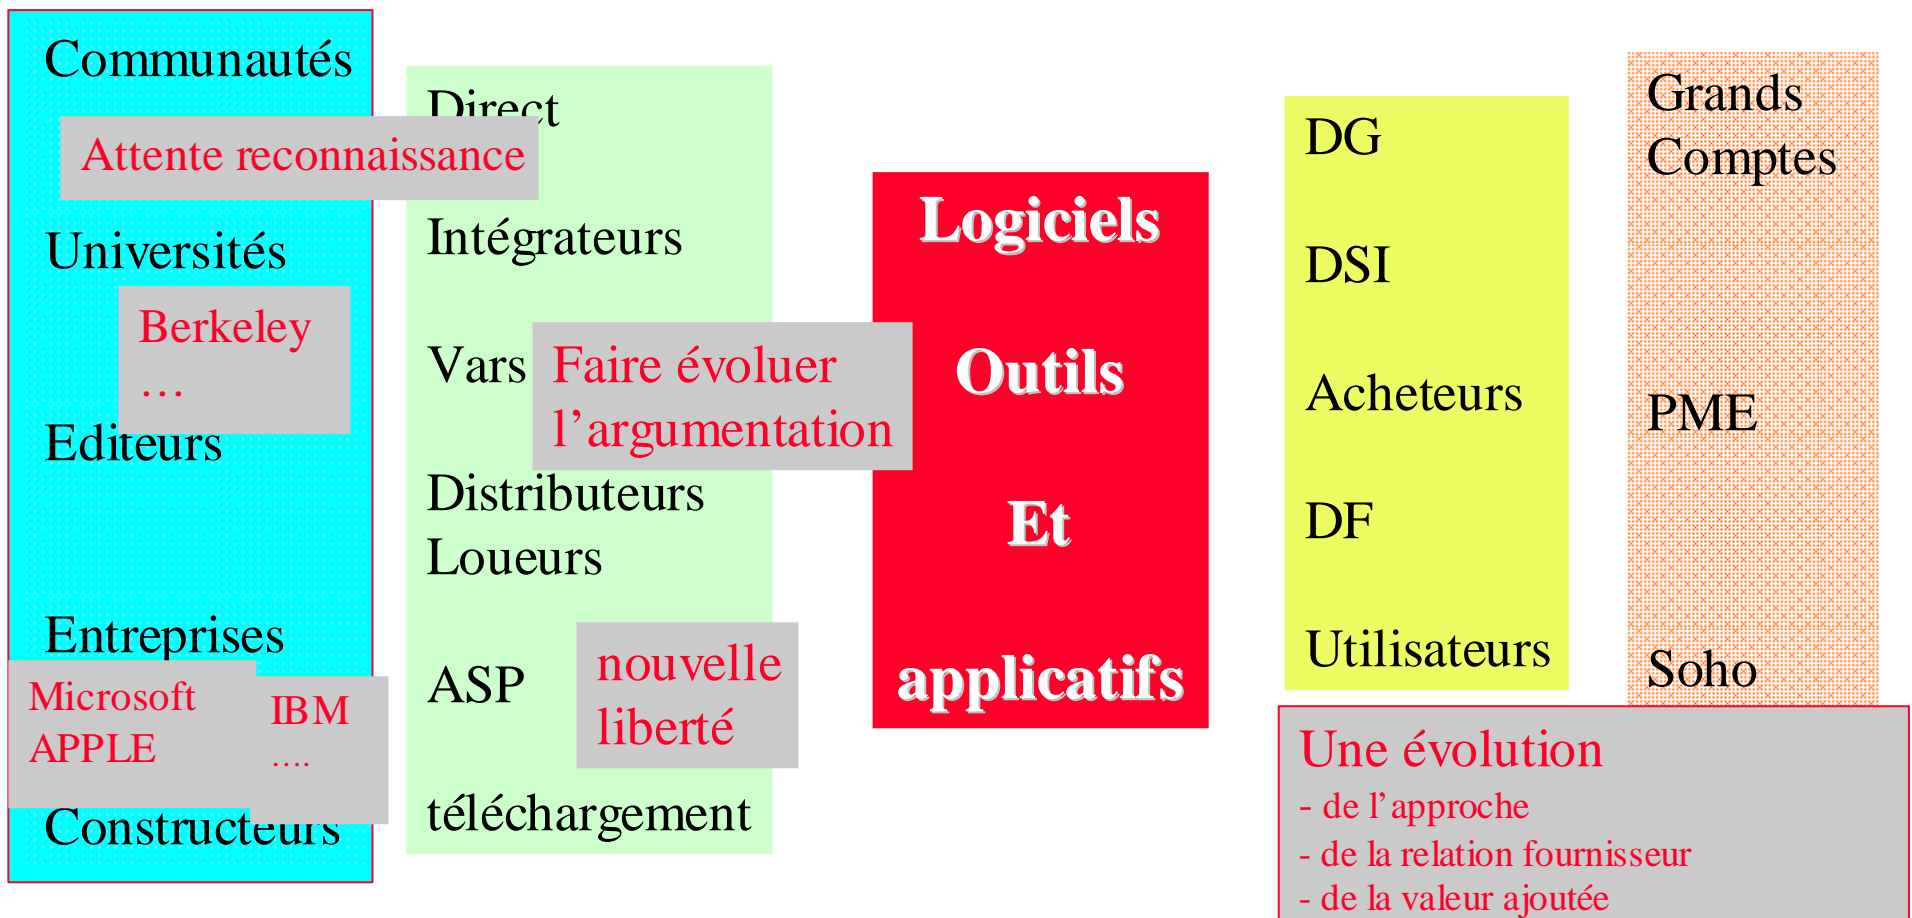 Communautés
Attente reconnaissance
Universités
Berkeley
…
Editeurs
Entreprises
Microsoft
APPLE
IBM
….
Constructeurs
Direct
Intégrateurs
Vars
Faire évoluer
l’argumentation
Distributeurs
Loueurs
ASP
nouvelle
liberté
téléchargement
Logiciels
Outils
Et
applicatifs
DG
DSI
Acheteurs
DF
Utilisateurs
Grands
Comptes
PME
Soho
Une évolution
- de l’approche
- de la relation fournisseur
- de la valeur ajoutée